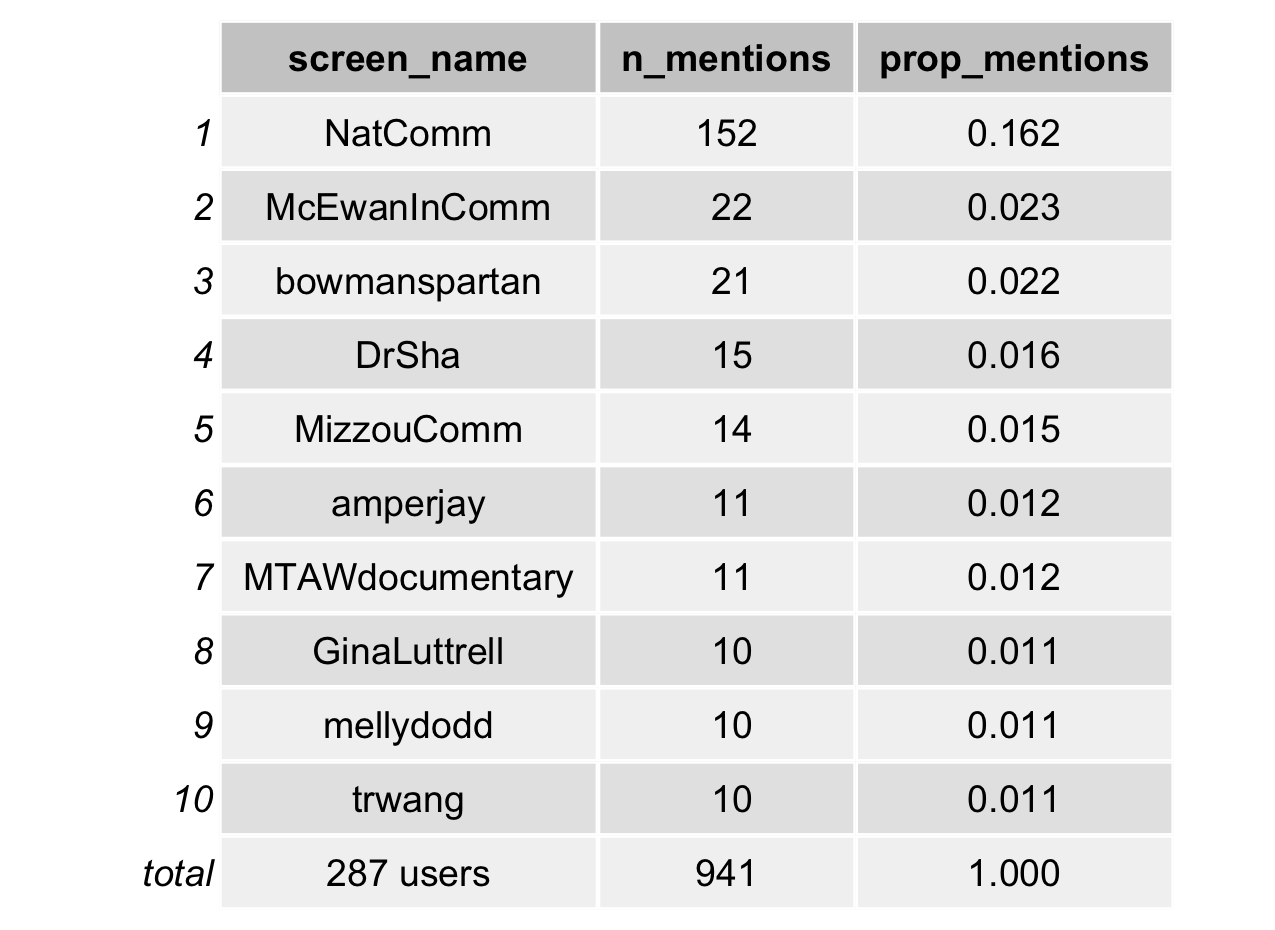 screen_name n_mentions prop_mentions
1 NatComm 152 0.162
2 McEwanInComm 22 0.023
3 bowmanspartan 21 0.022
4 DrSha 15 0.016
5 MizzouComm 14 0.015
6 amperjay 11 0.012
7 MTAWdocumentary 11 0.012
8 GinaLuttrell 10 0.011
9 mellydodd 10 0.011
10 trwang 10 0.011
total 287 users 941 1.000